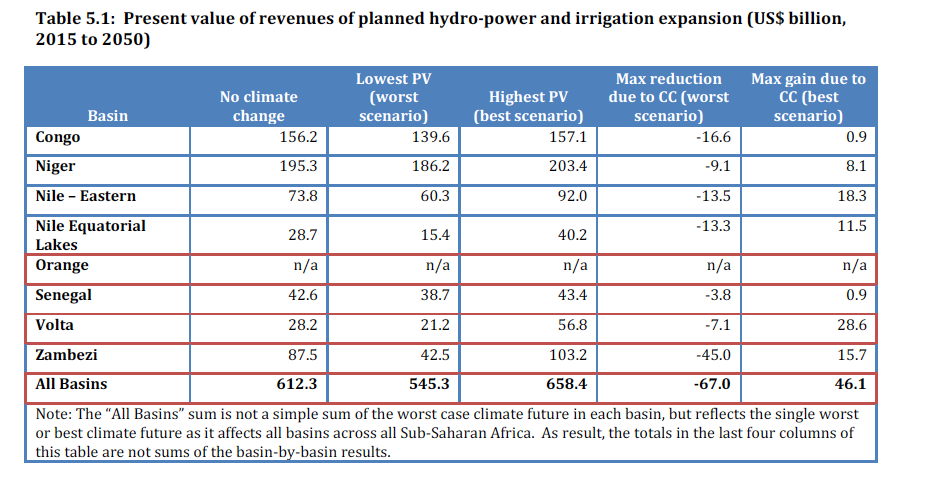 Table 5.1: Present value of revenues of planned hydro-power and irrigation expansion (US$ billion,
2015 to 2050)
Basin No climate change Lowest PV (worst scenario) Highest PV (best scenario) Max reduction due to CC (worst scenario) Max gain due to CC (best scenario)
Congo 156.2 139.6 157.1 -16.6 0.9
Niger 195.3 186.2 203.4 -9.1 8.1
Nile – Eastern 73.8 60.3 92.0 -13.5 18.3
Nile Equatorial Lakes 28.7 15.4 40.2 -13.3 11.5
Orange n/a n/a n/a n/a n/a
Senegal 42.6 38.7 43.4 -3.8 0.9
Volta 28.2 21.2 56.8 -7.1 28.6
Zambezi 87.5 42.5 103.2 -45.0 15.7
All Basins 612.3 545.3 658.4 -67.0 46.1
Note: The “All Basins” sum is not a simple sum of the worst case climate future in each basin, but reflects the single worst
or best climate future as it affects all basins across all Sub-Saharan Africa. As result, the totals in the last four columns of
this table are not sums of the basin-by-basin results.